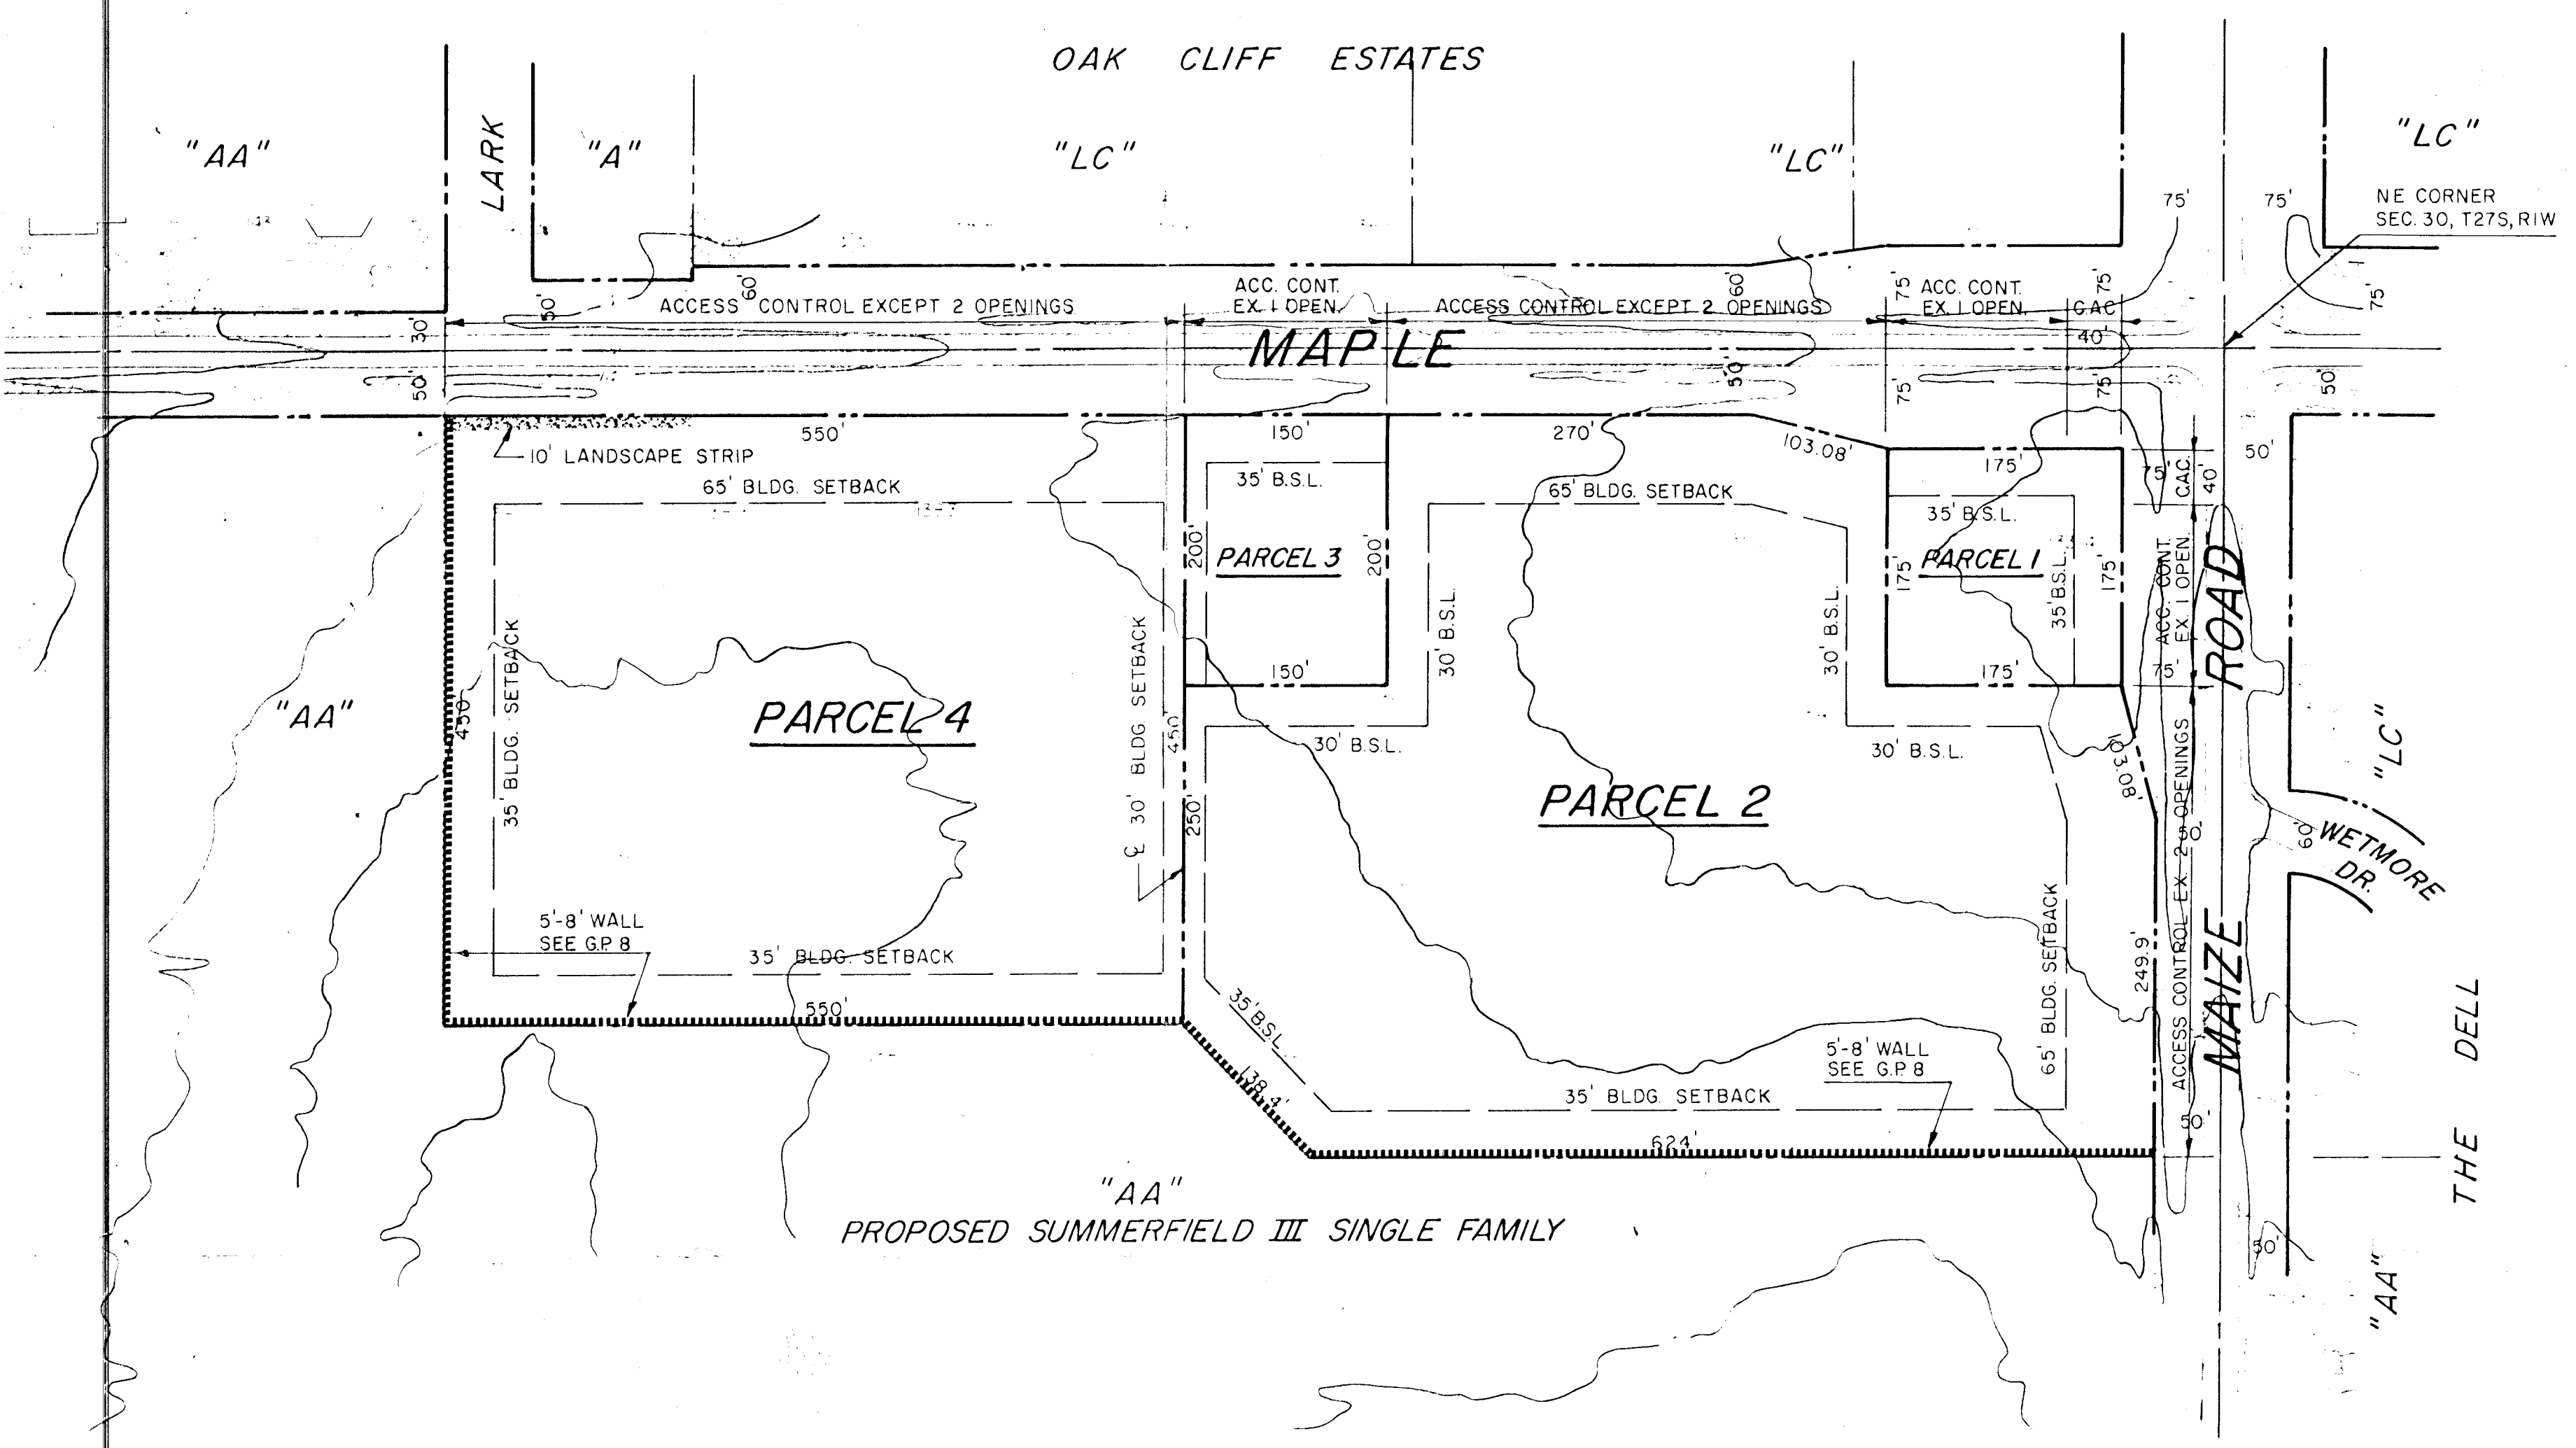 OAK CLIFF ESTATES
"AA"
LARK
"A"
"LC"
"LC"
"LC"
75'
75'
NE CORNER
SEC. 30, T27S, R1W
60'
50'
30'
ACCESS CONTROL EXCEPT 2 OPENINGS
ACC. CONT.
EX. 1 OPEN.
ACCESS CONTROL EXCEPT 2 OPENINGS
60'
75'
ACC. CONT.
EX. 1 OPEN.
75'
C.A.C.
40'
75'
MAPLE
50'
50'
75'
75'
50'
10' LANDSCAPE STRIP
550'
150'
270'
103.08'
175'
75'
C.A.C.
40'
50'
65' BLDG. SETBACK
35' B.S.L.
65' BLDG. SETBACK
35' B.S.L.
200'
PARCEL 3
200'
175'
PARCEL 1
35' B.S.L.
175'
ACC. CONT.
EX. 1 OPEN.
35' BLDG. SETBACK
30' BLDG. SETBACK
30' B.S.L.
30' B.S.L.
150'
175'
75'
"AA"
450'
PARCEL 4
450'
30' B.S.L.
30' B.S.L.
103.08'
"LC"
PARCEL 2
250'
℄
60'
60'
WETMORE
DR.
5'-8' WALL
SEE G.P. 8
35' BLDG. SETBACK
550'
35' B.S.L.
138.4'
65' BLDG. SETBACK
249.9'
ACCESS CONTROL EX. 2 OPENINGS
MAIZE ROAD
5'-8' WALL
SEE G.P. 8
35' BLDG. SETBACK
624'
50'
THE DELL
"AA"
PROPOSED SUMMERFIELD III SINGLE FAMILY
50'
"AA"